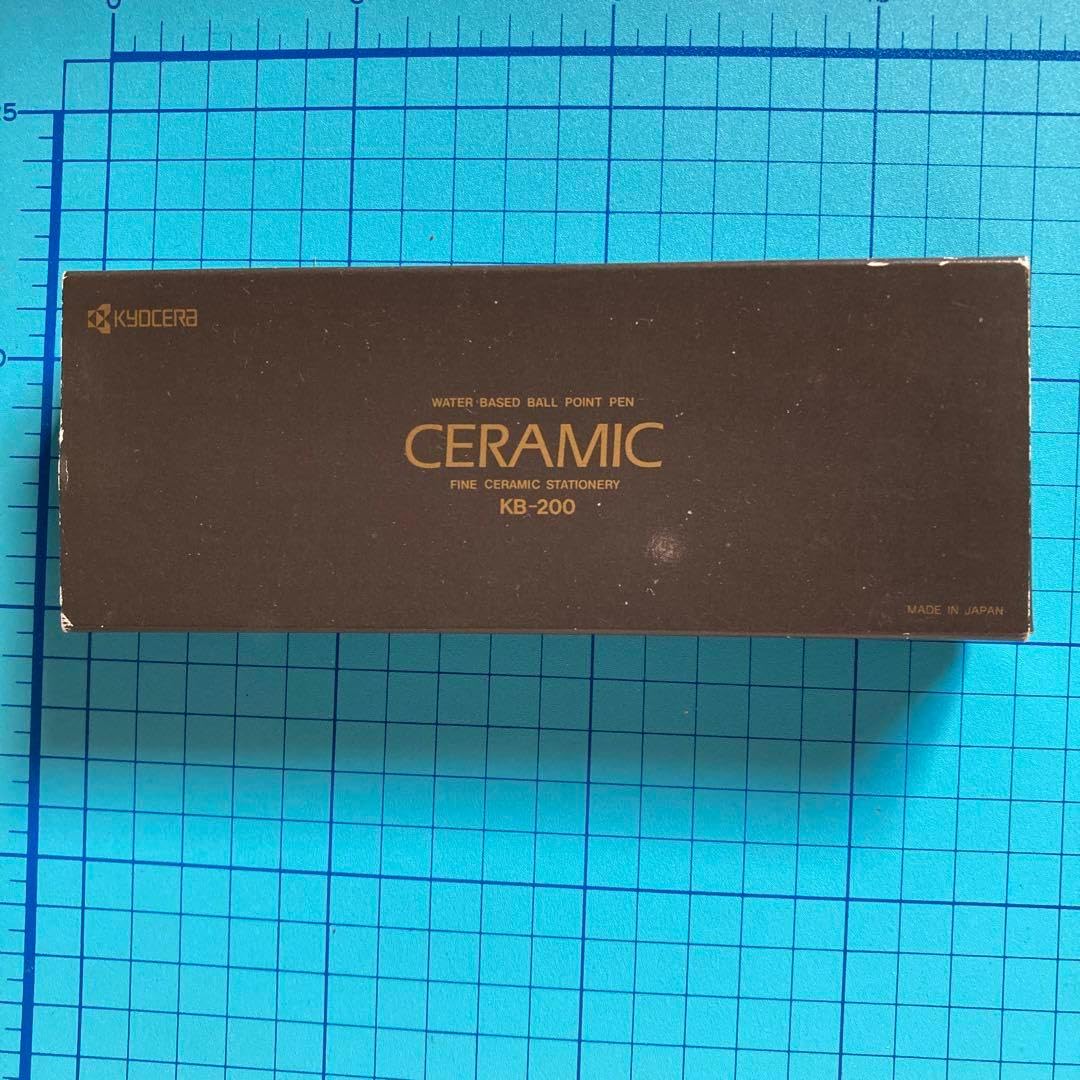 KYOCERA
WATER BASED BALL POINT PEN
CERAMIC
FINE CERAMIC STATIONERY
KB-200
MADE IN JAPAN